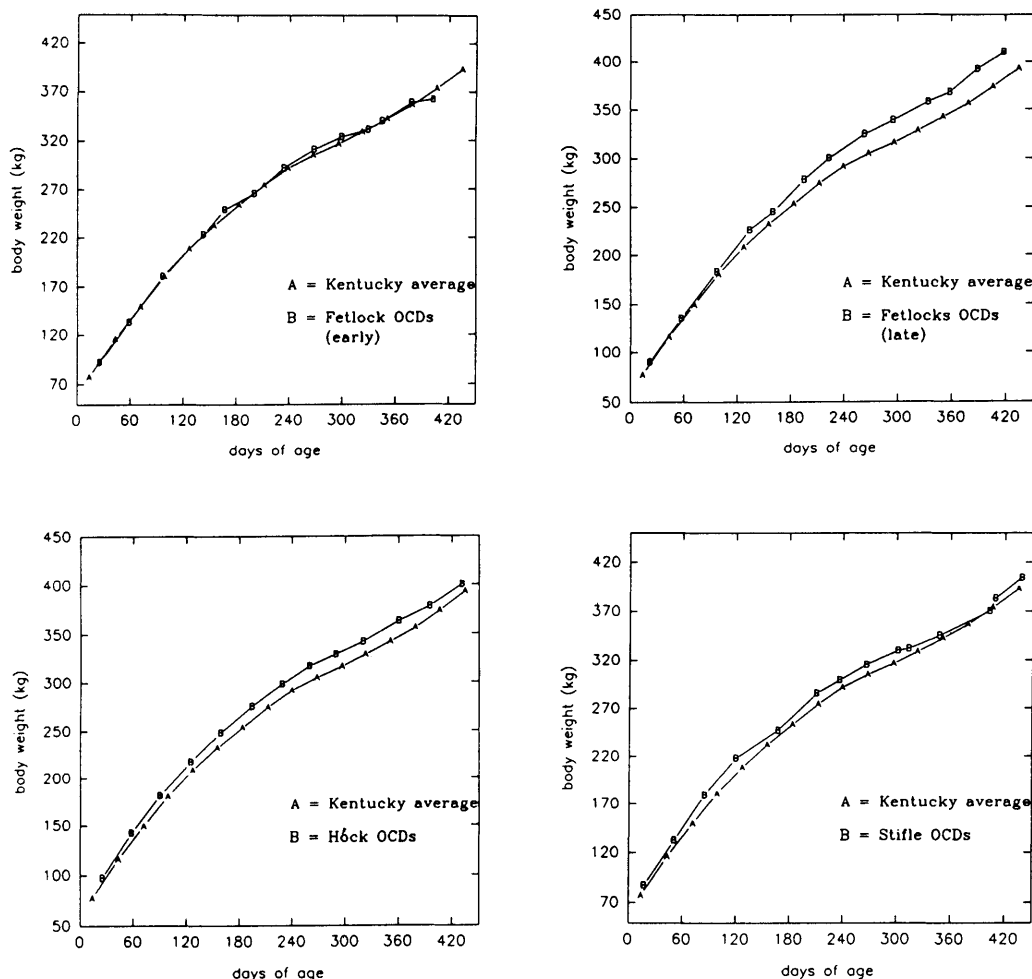 420
370
320
270
220
170
120
70
body weight (kg)
A = Kentucky average
B = Fetlock OCDs
(early)
0 60 120 180 240 300 360 420
days of age
450
400
350
300
250
200
150
100
50
body weight (kg)
A = Kentucky average
B = Fetlocks OCDs
(late)
0 60 120 180 240 300 360 420
days of age
450
400
350
300
250
200
150
100
50
body weight (kg)
A = Kentucky average
B = Hock OCDs
0 60 120 180 240 300 360 420
days of age
420
370
320
270
220
170
120
70
body weight (kg)
A = Kentucky average
B = Stifle OCDs
0 60 120 180 240 300 360 420
days of age